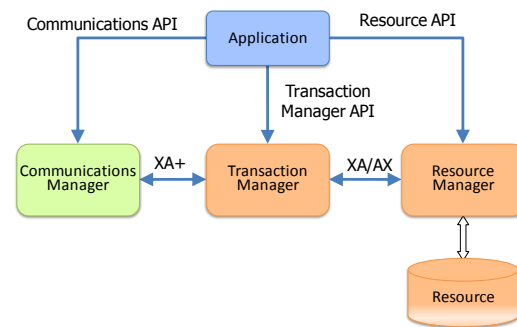 Communications API
Application
Resource API
Transaction
Manager API
Communications
Manager
XA+
Transaction
Manager
XA/AX
Resource
Manager
Resource